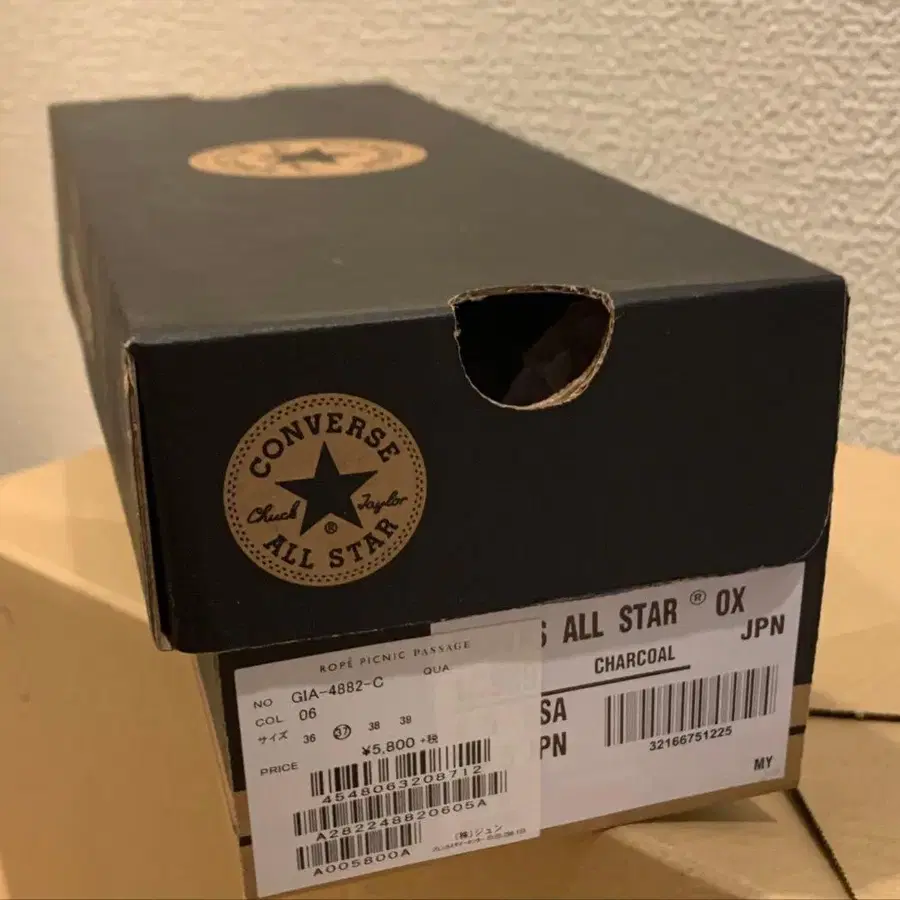 CONVERSE
Chuck Taylor
®
ALL STAR
S ALL STAR ® OX
JPN
CHARCOAL
SA
PN
32166751225
MY
ROPÉ PICNIC PASSAGE
NO GIA-4882-C QUA
COL 06
サイズ 36 37 38 39
PRICE ¥5,800 +税
4548063208712
A282248820605A
A005800A
(株)ジュン